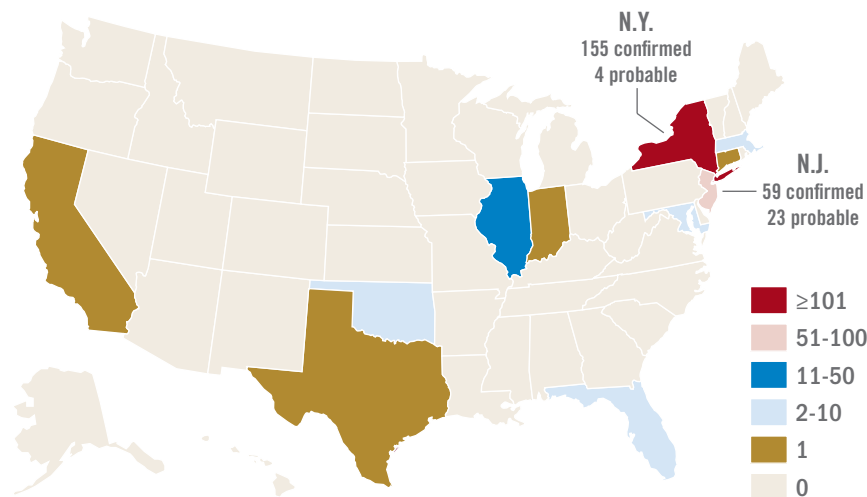 N.Y.
155 confirmed
4 probable
N.J.
59 confirmed
23 probable
≥101
51-100
11-50
2-10
1
0